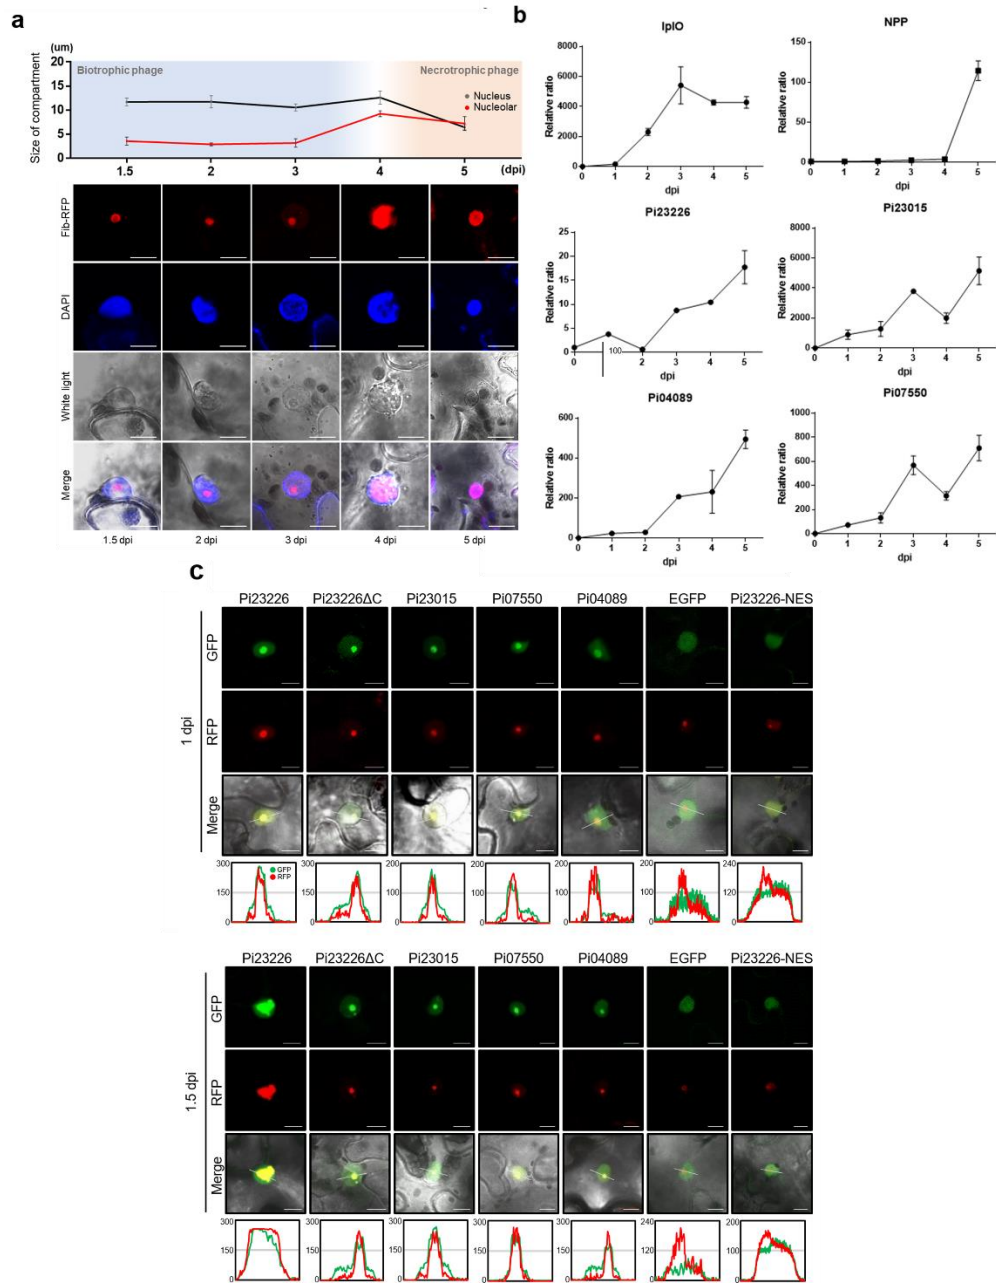 a
(um)
Size of compartment
20
15
10
5
0
Biotrophic phage
Necrotrophic phage
Nucleus
Nucleolar
1.5 2 3 4 5 (dpi)
Fib-RFP
DAPI
White light
Merge
1.5 dpi 2 dpi 3 dpi 4 dpi 5 dpi
b
IpIO
Relative ratio
8000
6000
4000
2000
0
0 1 2 3 4 5
dpi
NPP
Relative ratio
150
100
50
0
0 1 2 3 4 5
dpi
Pi23226
Relative ratio
25
20
15
10
5
0
100
0 2 3 4 5
dpi
Pi23015
Relative ratio
8000
6000
4000
2000
0
0 1 2 3 4 5
dpi
Pi04089
Relative ratio
600
400
200
0
0 1 2 3 4 5
dpi
Pi07550
Relative ratio
1000
800
600
400
200
0
0 1 2 3 4 5
dpi
c
Pi23226 Pi23226ΔC Pi23015 Pi07550 Pi04089 EGFP Pi23226-NES
1 dpi
GFP
RFP
Merge
300 300 200 200 200 200 240
GFP
RFP
150 150 100 100 100 100 120
0 0 0 0 0 0 0
Pi23226 Pi23226ΔC Pi23015 Pi07550 Pi04089 EGFP Pi23226-NES
1.5 dpi
GFP
RFP
Merge
300 300 300 300 300 240 300
150 150 150 150 150 120 150
0 0 0 0 0 0 0